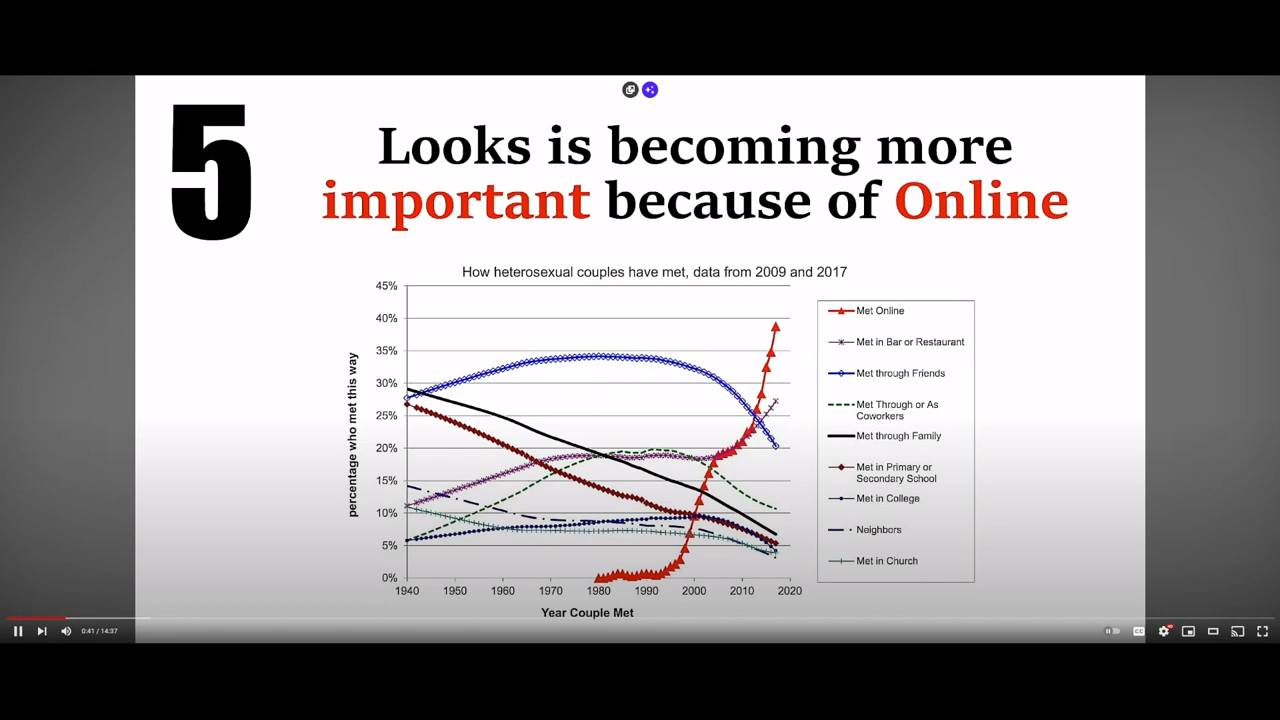 5
Looks is becoming more
important because of Online
How heterosexual couples have met, data from 2009 and 2017
percentage who met this way
45%
40%
35%
30%
25%
20%
15%
10%
5%
0%
1940 1950 1960 1970 1980 1990 2000 2010 2020
Year Couple Met
Met Online
Met in Bar or Restaurant
Met through Friends
Met Through or As
Coworkers
Met through Family
Met in Primary or
Secondary School
Met in College
Neighbors
Met in Church
0:41 / 14:37
CC